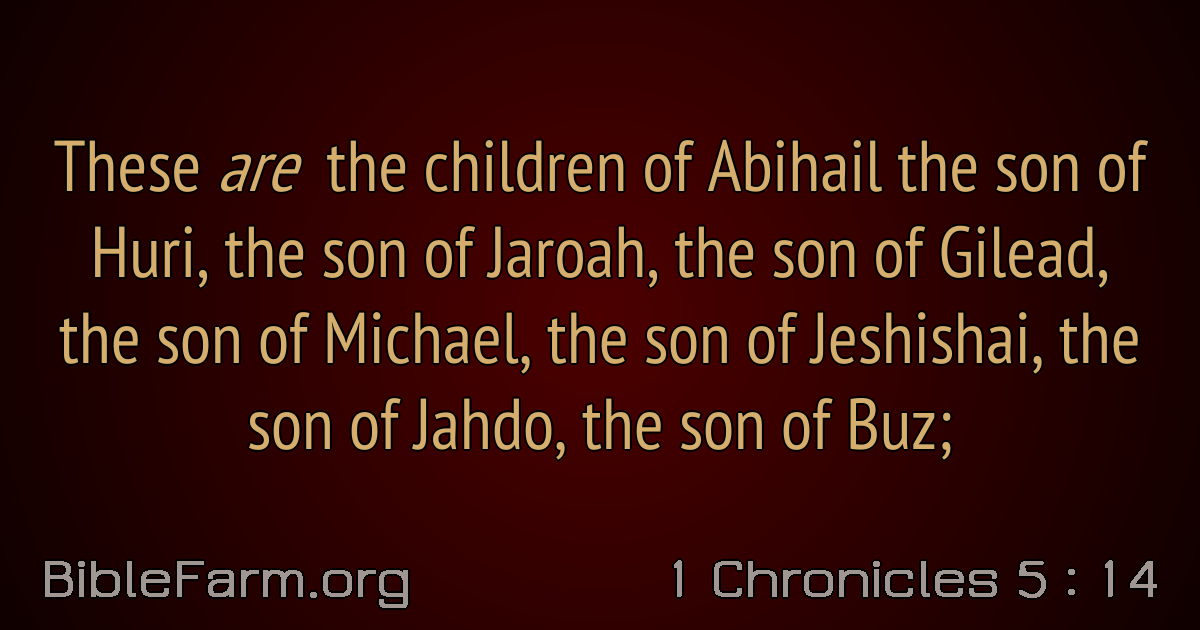 These are the children of Abihail the son of
Huri, the son of Jaroah, the son of Gilead,
the son of Michael, the son of Jeshishai, the
son of Jahdo, the son of Buz;
BibleFarm.org
1 Chronicles 5 : 14